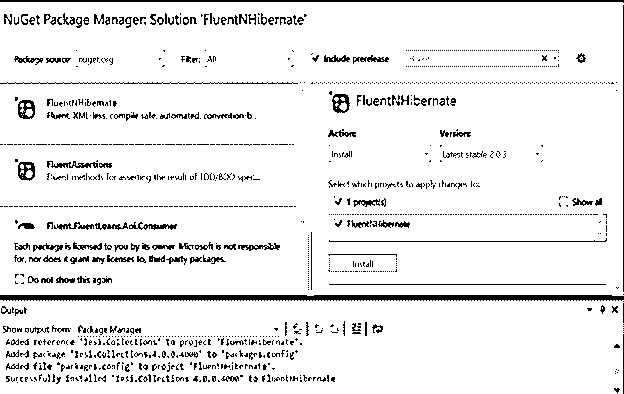 NuGet Package Manager: Solution 'FluentNHibernate'
Package source: nuget.org Filter: All Include prerelease
FluentNHibernate
Fluent, XML-less, compile safe, automated, convention-b...
FluentAssertions
Fluent methods for asserting the result of TDD/BDD spec...
Fluent.FluentLoans.Api.Consumer
Each package is licensed to you by its owner. Microsoft is not responsible
for, nor does it grant any licenses to, third-party packages.
Do not show this again
FluentNHibernate
Action: Version:
Install Latest stable 2.0.3
Select which projects to apply changes to:
1 project(s) Show all
FluentNHibernate
Install
Output
Show output from: Package Manager
Added reference 'Iesi.Collections' to project 'FluentNHibernate'.
Added package 'Iesi.Collections.4.0.0.4000' to 'packages.config'
Added file 'packages.config' to project 'FluentNHibernate'.
Successfully installed 'Iesi.Collections 4.0.0.4000' to FluentNHibernate